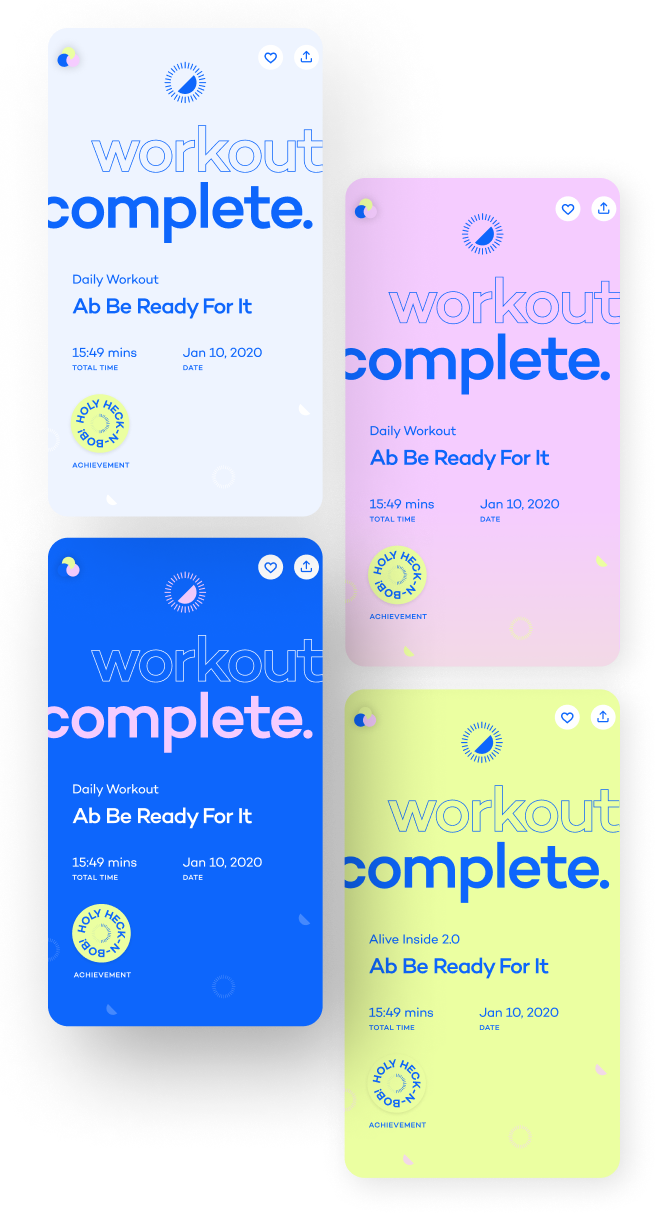 workout
complete.
Daily Workout
Ab Be Ready For It
15:49 mins
Jan 10, 2020
TOTAL TIME
DATE
HOLY HECK-N-BOB!
ACHIEVEMENT
workout
complete.
Daily Workout
Ab Be Ready For It
15:49 mins
Jan 10, 2020
TOTAL TIME
DATE
HOLY HECK-N-BOB!
ACHIEVEMENT
workout
complete.
Daily Workout
Ab Be Ready For It
15:49 mins
Jan 10, 2020
TOTAL TIME
DATE
HOLY HECK-N-BOB!
ACHIEVEMENT
workout
complete.
Alive Inside 2.0
Ab Be Ready For It
15:49 mins
Jan 10, 2020
TOTAL TIME
DATE
HOLY HECK-N-BOB!
ACHIEVEMENT